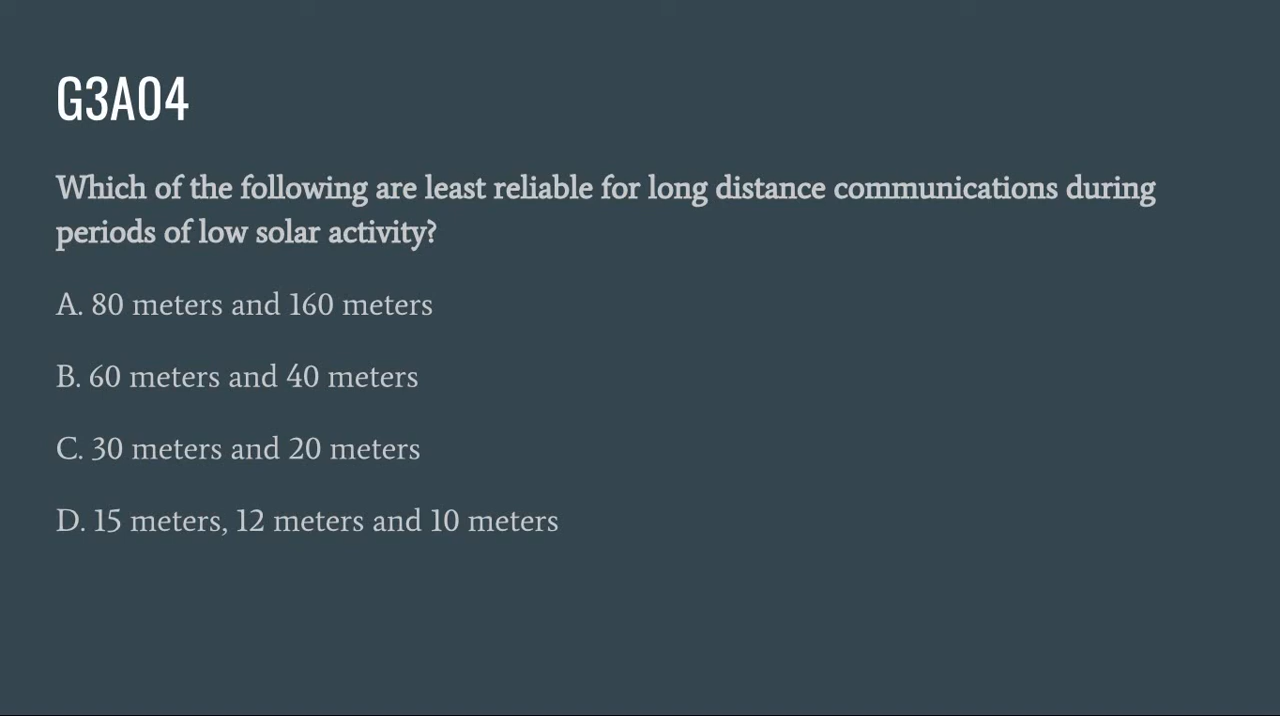 G3A04
Which of the following are least reliable for long distance communications during
periods of low solar activity?
A. 80 meters and 160 meters
B. 60 meters and 40 meters
C. 30 meters and 20 meters
D. 15 meters, 12 meters and 10 meters